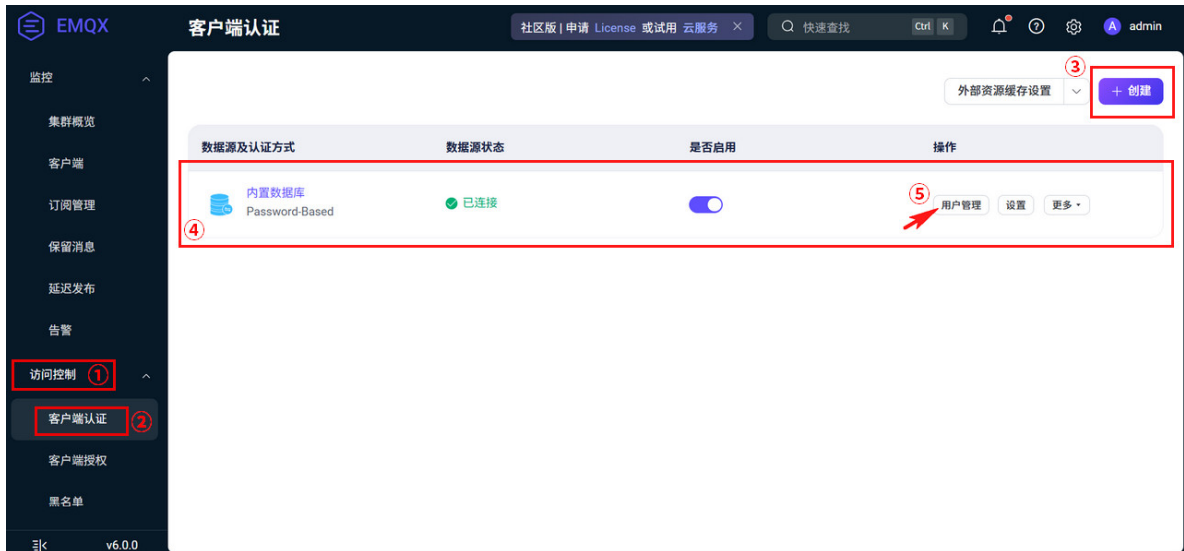 EMQX
客户端认证
社区版 | 申请 License 或试用 云服务 ×
快速查找 Ctrl K
A admin
监控
集群概览
客户端
订阅管理
保留消息
延迟发布
告警
访问控制 ①
客户端认证 ②
客户端授权
黑名单
v6.0.0
③
外部资源缓存设置
+ 创建
数据源及认证方式 数据源状态 是否启用 操作
内置数据库
Password-Based
④
已连接
⑤
用户管理 设置 更多